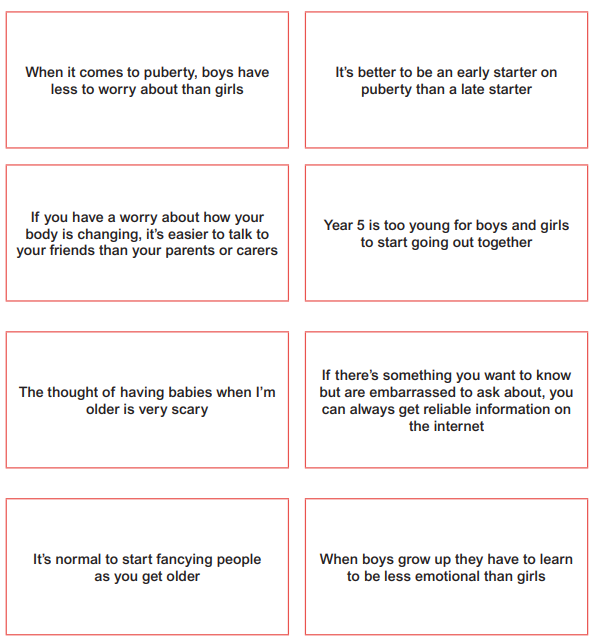 When it comes to puberty, boys have
less to worry about than girls
It's better to be an early starter on
puberty than a late starter
If you have a worry about how your
body is changing, it's easier to talk to
your friends than your parents or carers
Year 5 is too young for boys and girls
to start going out together
The thought of having babies when I'm
older is very scary
If there's something you want to know
but are embarrassed to ask about, you
can always get reliable information on
the internet
It's normal to start fancying people
as you get older
When boys grow up they have to learn
to be less emotional than girls